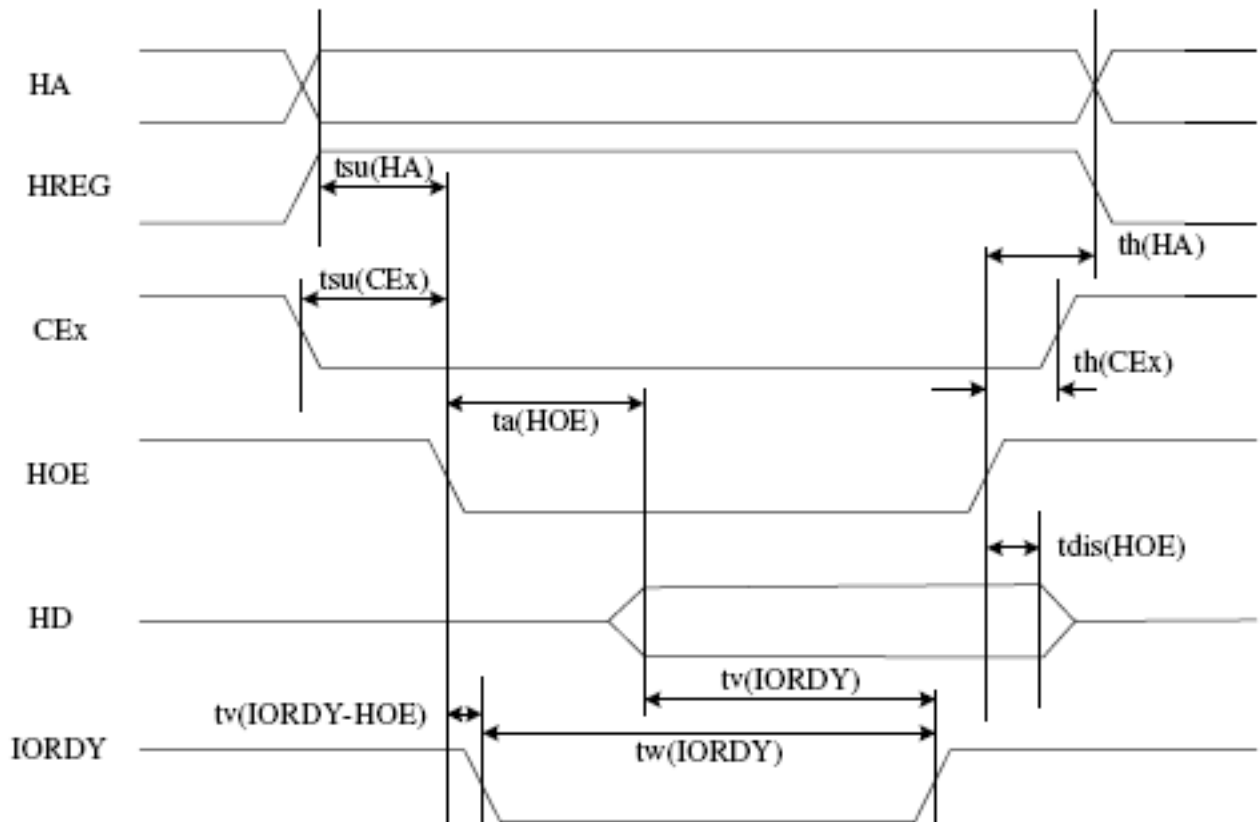 HA
tsu(HA)
HREG
th(HA)
tsu(CEx)
CEx
th(CEx)
ta(HOE)
HOE
tdis(HOE)
HD
tv(IORDY)
tv(IORDY-HOE)
IORDY
tw(IORDY)